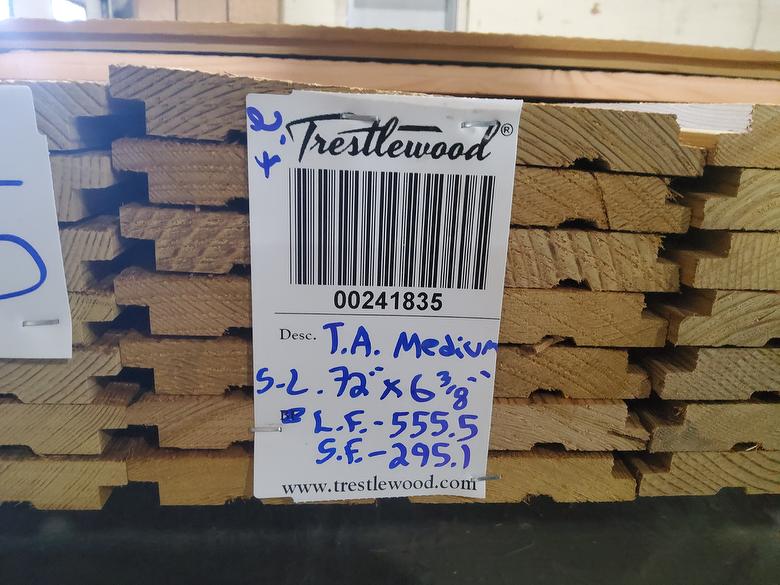 Trestlewood®
00241835
Desc. T.A. Medium
S-L. 72" x 6 3/8"
L.F.-555.5
S.F.-295.1
www.trestlewood.com